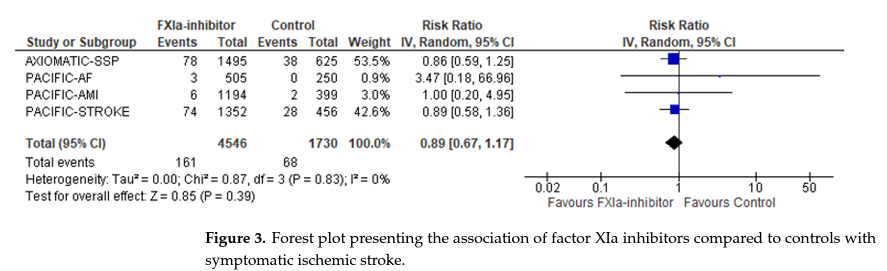 FXIa-inhibitor Control Risk Ratio Risk Ratio
Study or Subgroup Events Total Events Total Weight IV, Random, 95% CI IV, Random, 95% CI
AXIOMATIC-SSP 78 1495 38 625 53.5% 0.86 [0.59, 1.25]
PACIFIC-AF 3 505 0 250 0.9% 3.47 [0.18, 66.96]
PACIFIC-AMI 6 1194 2 399 3.0% 1.00 [0.20, 4.95]
PACIFIC-STROKE 74 1352 28 456 42.6% 0.89 [0.58, 1.36]
Total (95% CI) 4546 1730 100.0% 0.89 [0.67, 1.17]
Total events 161 68
Heterogeneity: Tau² = 0.00; Chi² = 0.87, df = 3 (P = 0.83); I² = 0%
Test for overall effect: Z = 0.85 (P = 0.39)
0.02 0.1 1 10 50
Favours FXIa-inhibitor Favours Control
Figure 3. Forest plot presenting the association of factor XIa inhibitors compared to controls with
symptomatic ischemic stroke.